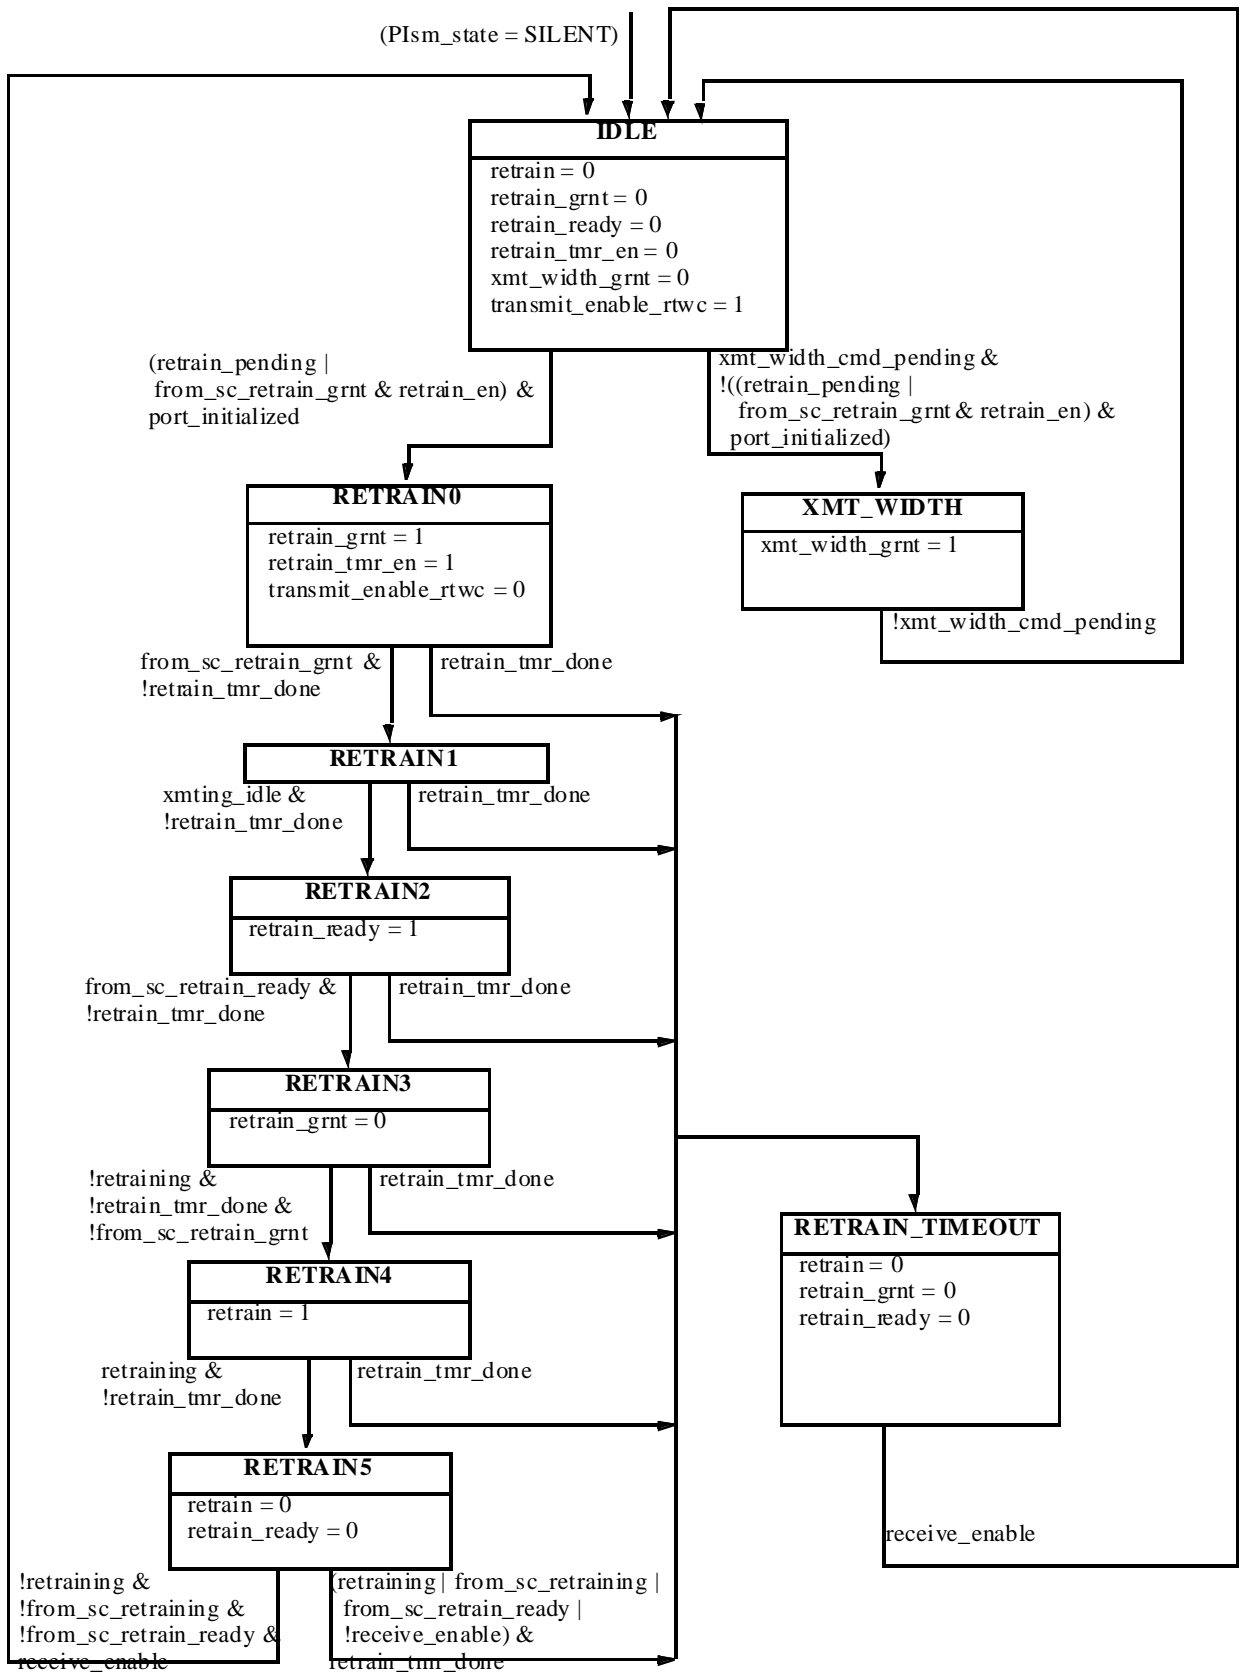 (PIsm_state = SILENT)
IDLE
retrain = 0
retrain_grnt = 0
retrain_ready = 0
retrain_tmr_en = 0
xmt_width_grnt = 0
transmit_enable_rtwc = 1
(retrain_pending |
from_sc_retrain_grnt & retrain_en) &
port_initialized
xmt_width_cmd_pending &
!((retrain_pending |
from_sc_retrain_grnt & retrain_en) &
port_initialized)
RETRAIN0
retrain_grnt = 1
retrain_tmr_en = 1
transmit_enable_rtwc = 0
XMT_WIDTH
xmt_width_grnt = 1
!xmt_width_cmd_pending
from_sc_retrain_grnt &
!retrain_tmr_done
retrain_tmr_done
RETRAIN1
xmting_idle &
!retrain_tmr_done
retrain_tmr_done
RETRAIN2
retrain_ready = 1
from_sc_retrain_ready &
!retrain_tmr_done
retrain_tmr_done
RETRAIN3
retrain_grnt = 0
!retraining &
!retrain_tmr_done &
!from_sc_retrain_grnt
retrain_tmr_done
RETRAIN4
retrain = 1
retraining &
!retrain_tmr_done
retrain_tmr_done
RETRAIN_TIMEOUT
retrain = 0
retrain_grnt = 0
retrain_ready = 0
receive_enable
RETRAIN5
retrain = 0
retrain_ready = 0
!retraining &
!from_sc_retraining &
!from_sc_retrain_ready &
receive_enable
(retraining | from_sc_retraining |
from_sc_retrain_ready |
!receive_enable) &
retrain_tmr_done